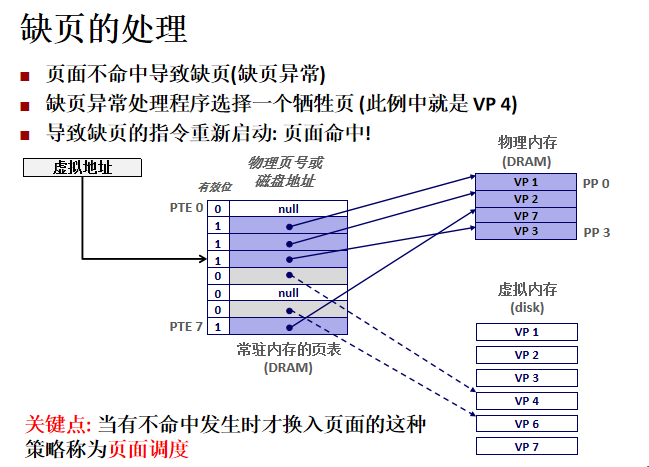 缺页的处理
页面不命中导致缺页(缺页异常)
缺页异常处理程序选择一个牺牲页 (此例中就是 VP 4)
导致缺页的指令重新启动: 页面命中!
虚拟地址
有效位
物理页号或
磁盘地址
PTE 0
0
null
1
1
1
0
0
null
0
PTE 7
1
常驻内存的页表
(DRAM)
物理内存
(DRAM)
VP 1
PP 0
VP 2
VP 7
VP 3
PP 3
虚拟内存
(disk)
VP 1
VP 2
VP 3
VP 4
VP 6
VP 7
关键点: 当有不命中发生时才换入页面的这种
策略称为页面调度